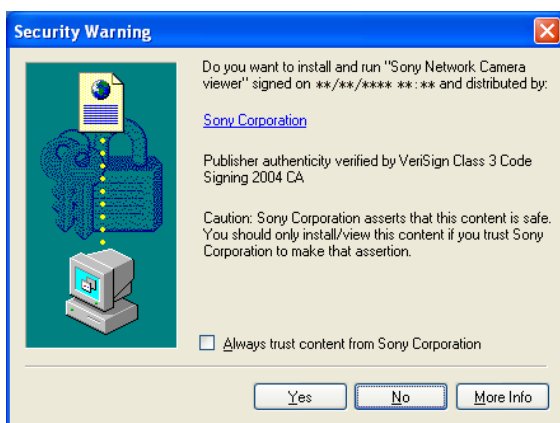 Security Warning
Do you want to install and run "Sony Network Camera
viewer" signed on **/**/**** **:** and distributed by:
Sony Corporation
Publisher authenticity verified by VeriSign Class 3 Code
Signing 2004 CA
Caution: Sony Corporation asserts that this content is safe.
You should only install/view this content if you trust Sony
Corporation to make that assertion.
Always trust content from Sony Corporation
Yes
No
More Info